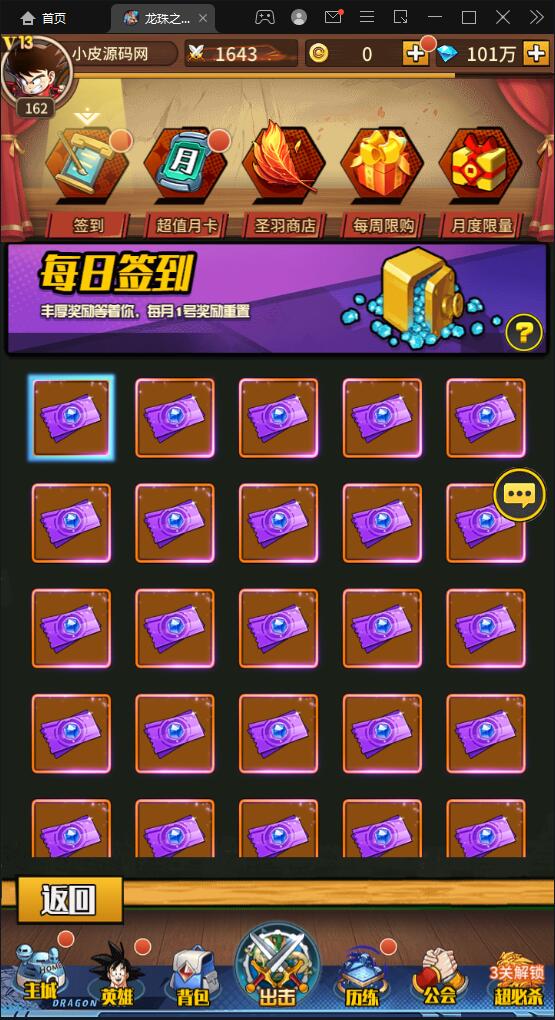 首页
龙珠之...
V13
小皮源码网
1643
0
101万
162
签到
超值月卡
圣羽商店
每周限购
月度限量
月
每日签到
丰厚奖励等着你，每月1号奖励重置
?
返回
3关解锁
HOME
主城
英雄
背包
出击
历练
公会
超必杀
DRAGON